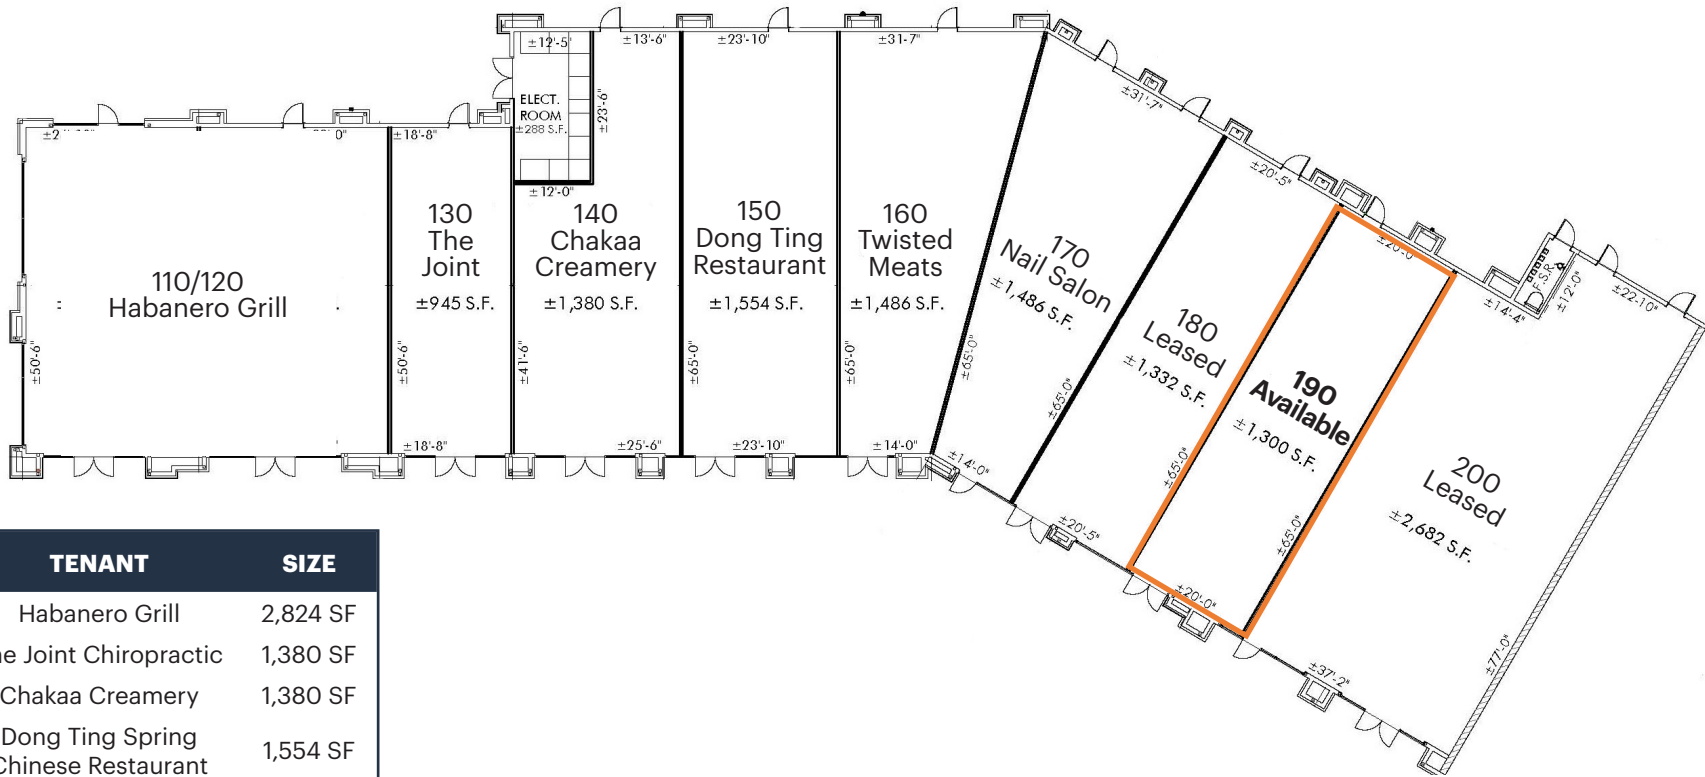 ±12'-5"
±13'-6"
±23'-10"
±31-7"
±31'-7"
ELECT.
ROOM
±288 S.F.
±23'-6"
±18'-8"
±12'-0"
±20'-5"
110/120
Habanero Grill
±50'-6"
130
The
Joint
±945 S.F.
±50'-6"
±18'-8"
140
Chakaa
Creamery
±1,380 S.F.
±41'-6"
±25'-6"
150
Dong Ting
Restaurant
±1,554 S.F.
±65'-0"
±23'-10"
160
Twisted
Meats
±1,486 S.F.
±65'-0"
±14'-0"
170
Nail Salon
±1,486 S.F.
±65'-0"
±65'-0"
±14'-0"
180
Leased
±1,332 S.F.
±20'-5"
190
Available
±1,300 S.F.
±65'-0"
±65'-0"
±20'-0"
F.S.R.
±12'-0"
±14'-4"
±22'-10"
200
Leased
±2,682 S.F.
±37'-2"
±77'-0"
TENANT SIZE
Habanero Grill 2,824 SF
Joint Chiropractic 1,380 SF
Chakaa Creamery 1,380 SF
Dong Ting Spring
Chinese Restaurant 1,554 SF